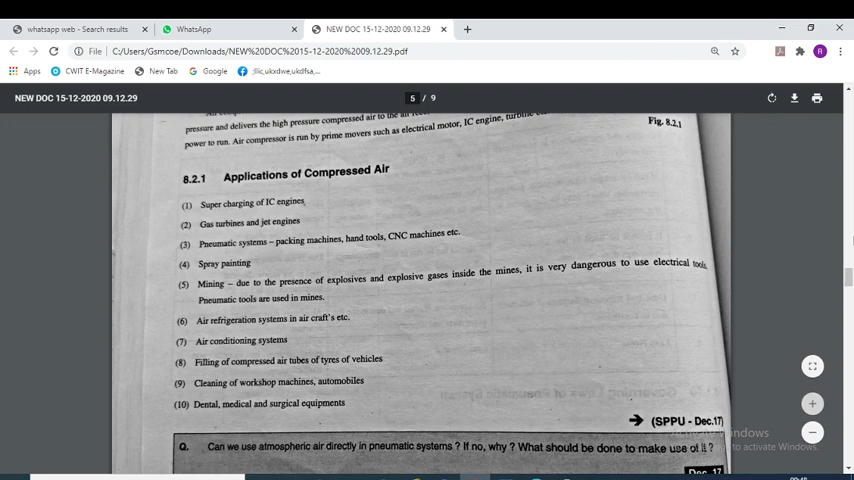 whatsapp web - Search results
WhatsApp
NEW DOC 15-12-2020 09.12.29
File
C:/Users/Gsmcoe/Downloads/NEW%20DOC%2015-12-2020%2009.12.29.pdf
R
Apps
CWIT E-Magazine
New Tab
Google
;llic,ukxdwe,ukdfsa,...
NEW DOC 15-12-2020 09.12.29
5 / 9
pressure and delivers the high pressure compressed air to the air
power to run. Air compressor is run by prime movers such as electrical motor, IC engine, turbine
Fig. 8.2.1
8.2.1 Applications of Compressed Air
(1) Super charging of IC engines
(2) Gas turbines and jet engines
(3) Pneumatic systems – packing machines, hand tools, CNC machines etc.
(4) Spray painting
(5) Mining – due to the presence of explosives and explosive gases inside the mines, it is very dangerous to use electrical tools.
Pneumatic tools are used in mines.
(6) Air refrigeration systems in air craft's etc.
(7) Air conditioning systems
(8) Filling of compressed air tubes of tyres of vehicles
(9) Cleaning of workshop machines, automobiles
(10) Dental, medical and surgical equipments
(SPPU - Dec.17)
Activate Windows
to activate Windows.
Q. Can we use atmospheric air directly in pneumatic systems ? If no, why ? What should be done to make use of it ?
Dec. 17